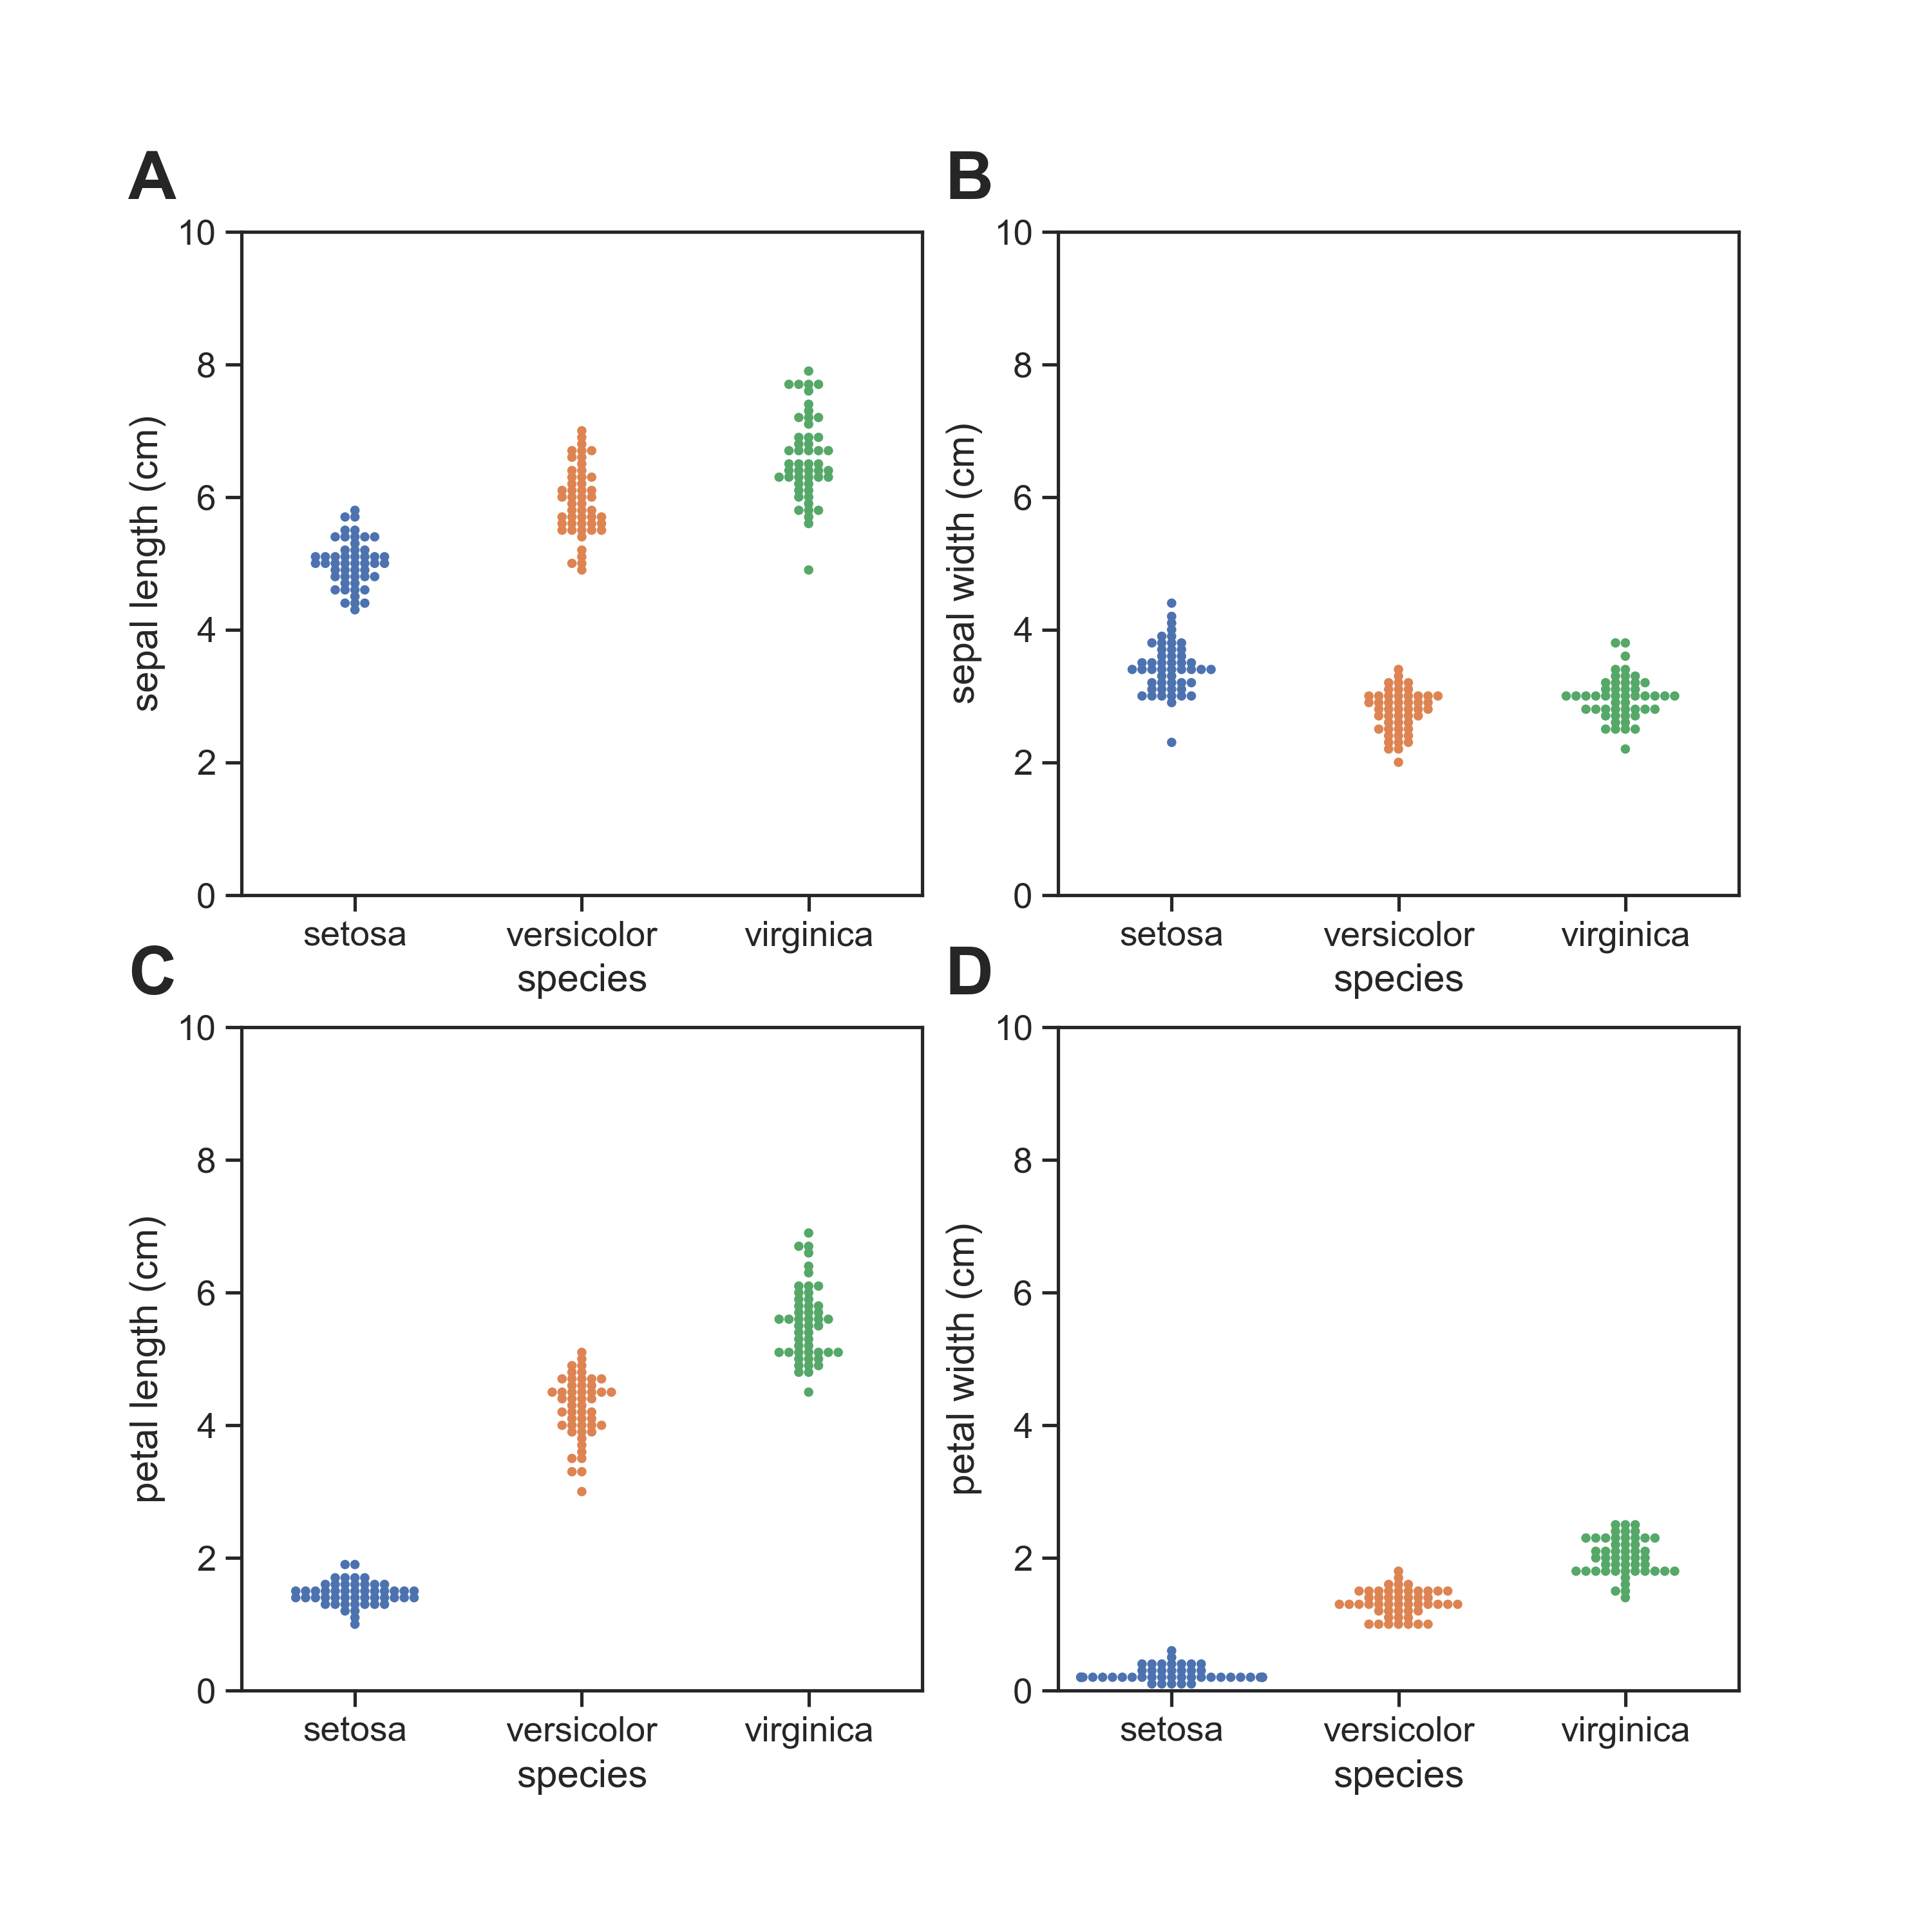 A
10
8
6
4
2
0
sepal length (cm)
setosa versicolor virginica
species
B
10
8
6
4
2
0
sepal width (cm)
setosa versicolor virginica
species
C
10
8
6
4
2
0
petal length (cm)
setosa versicolor virginica
species
D
10
8
6
4
2
0
petal width (cm)
setosa versicolor virginica
species